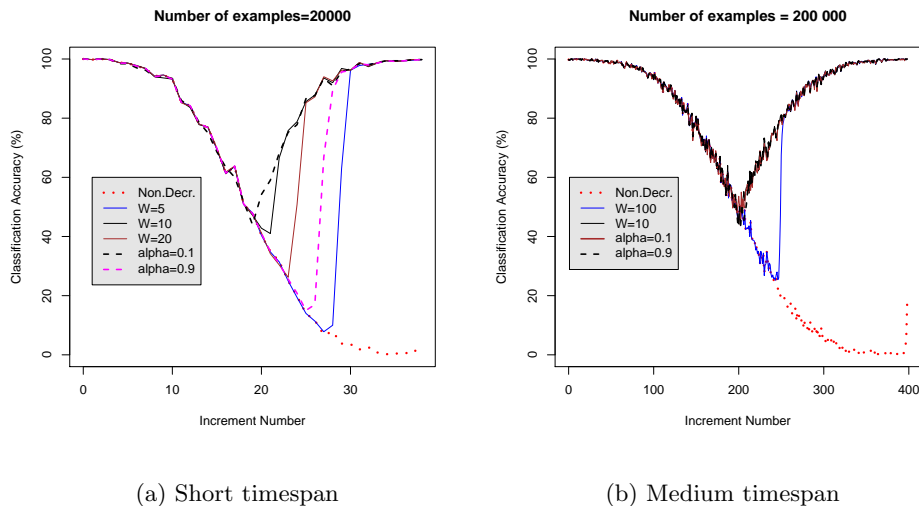 Number of examples=20000
Classification Accuracy (%)
0
20
40
60
80
100
Non.Decr.
W=5
W=10
W=20
alpha=0.1
alpha=0.9
0
10
20
30
Increment Number
(a) Short timespan
Number of examples = 200 000
Classification Accuracy (%)
0
20
40
60
80
100
Non.Decr.
W=100
W=10
alpha=0.1
alpha=0.9
0
100
200
300
400
Increment Number
(b) Medium timespan